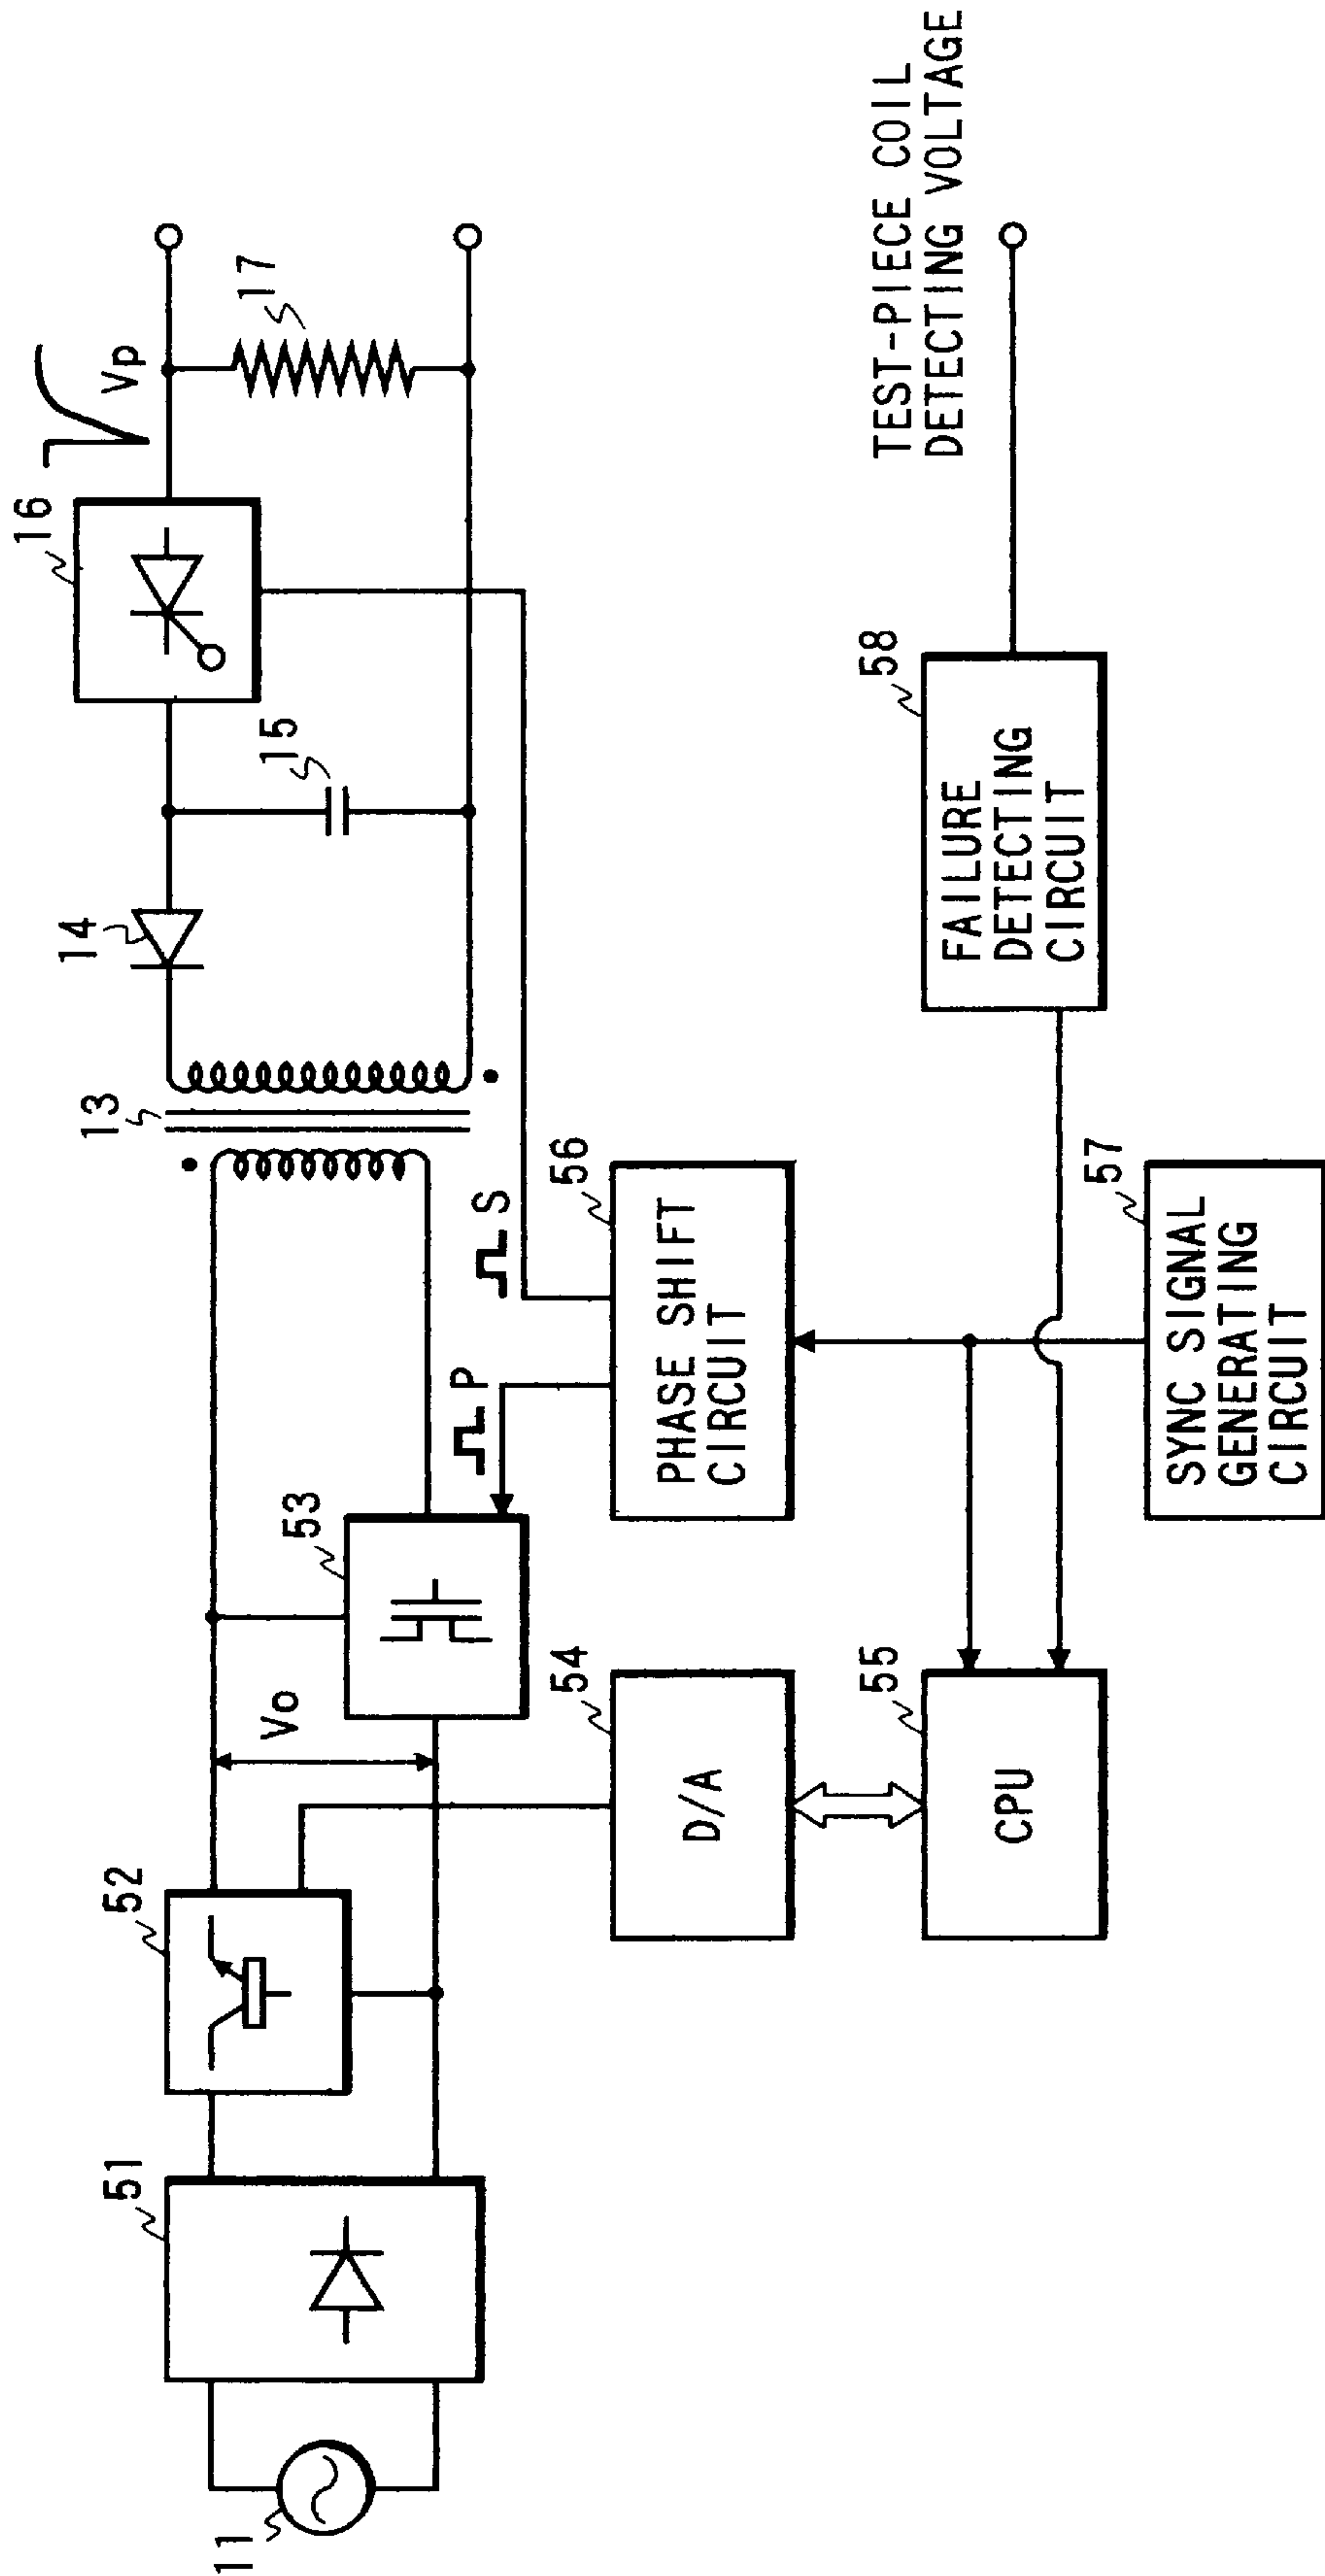 11
51
52
Vo
53
13
14
15
16
Vp
17
P
S
54
D/A
55
CPU
56
PHASE SHIFT
CIRCUIT
57
SYNC SIGNAL
GENERATING
CIRCUIT
58
FAILURE
DETECTING
CIRCUIT
TEST-PIECE COIL
DETECTING VOLTAGE